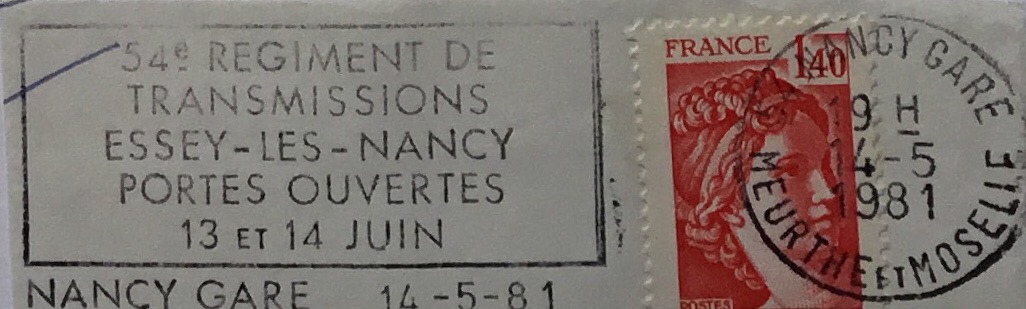 54e REGIMENT DE
TRANSMISSIONS
ESSEY-LES-NANCY
PORTES OUVERTES
13 ET 14 JUIN
NANCY GARE 14-5-81
FRANCE 1,40
POSTES
NANCY GARE
19 H
14-5
1981
MEURTHE ET MOSELLE